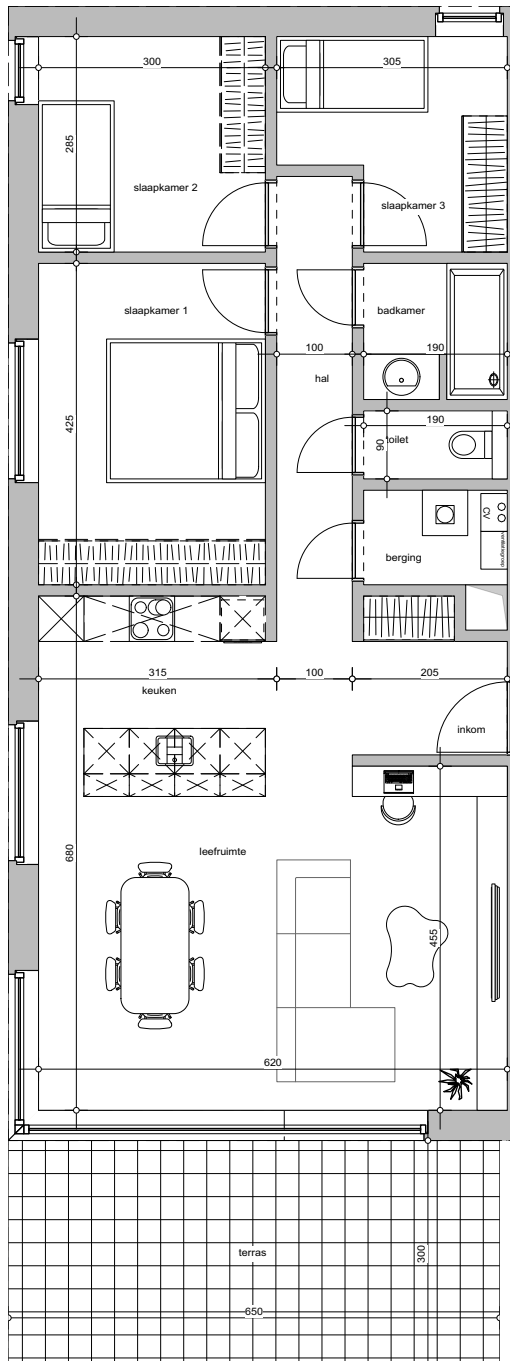 300
305
285
slaapkamer 2
slaapkamer 3
slaapkamer 1
badkamer
100
190
hal
425
190
90
toilet
CV
ventilatiegroep
berging
315
100
205
keuken
inkom
leefruimte
680
455
620
terras
300
650